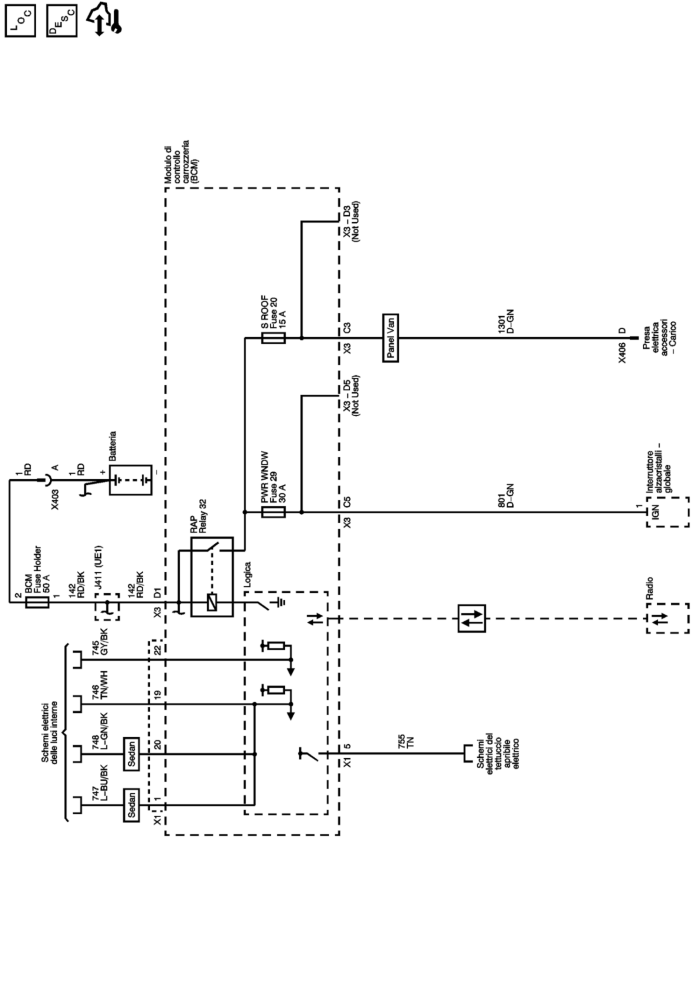 LOC
DESC
Modulo di
controllo
carrozzeria
(BCM)
X3 – D3
(Not Used)
S ROOF
Fuse 20
15 A
X3 C3
Panel Van
1301
D–GN
X406 D
Presa
elettrica
accessori
– Carico
X3 – D5
(Not Used)
Batteria
+
–
1
RD
A
X403
1
RD
PWR WNDW
Fuse 29
30 A
X3 C5
801
D–GN
1
IGN
Interruttore
alzacristalli –
globale
RAP
Relay 32
2
BCM
Fuse Holder
50 A
1
142
RD/BK
J411 (UE1)
142
RD/BK
X3 D1
Logica
Radio
Schemi elettrici
delle luci interne
745
GY/BK
22
746
TN/WH
19
748
L–GN/BK
Sedan
20
747
L–BU/BK
Sedan
X1 1
X1 5
755
TN
Schemi
elettrici del
tettuccio
apribile
elettrico